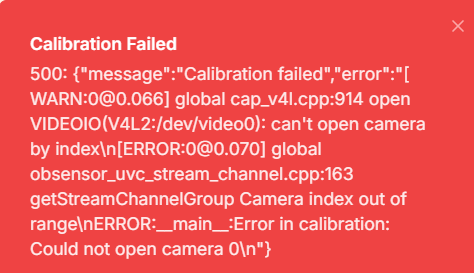 Calibration Failed
500: {"message":"Calibration failed","error":"[
WARN:0@0.066] global cap_v4l.cpp:914 open
VIDEOIO(V4L2:/dev/video0): can't open camera
by index\n[ERROR:0@0.070] global
obsensor_uvc_stream_channel.cpp:163
getStreamChannelGroup Camera index out of
range\nERROR:__main__:Error in calibration:
Could not open camera 0\n"}